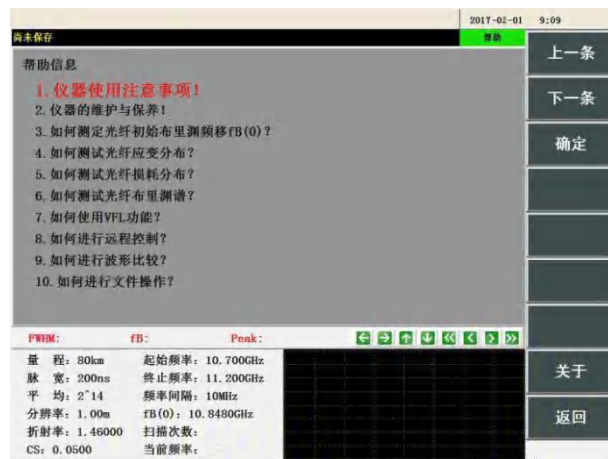 2017-02-01 9:09
尚未保存 帮助
帮助信息
1. 仪器使用注意事项!
2. 仪器的维护与保养!
3. 如何测定光纤初始布里渊频移fB(0)?
4. 如何测试光纤应变分布?
5. 如何测试光纤损耗分布?
6. 如何测试光纤布里渊谱?
7. 如何使用VFL功能?
8. 如何进行远程控制?
9. 如何进行波形比较?
10. 如何进行文件操作?
FWHM: fB: Peak:
量 程: 80km 起始频率: 10.700GHz
脉 宽: 200ns 终止频率: 11.200GHz
平 均: 2^14 频率间隔: 10MHz
分辨率: 1.00m fB(0): 10.8480GHz
折射率: 1.46000 扫描次数:
CS: 0.0500 当前频率:
上一条
下一条
确定
关于
返回